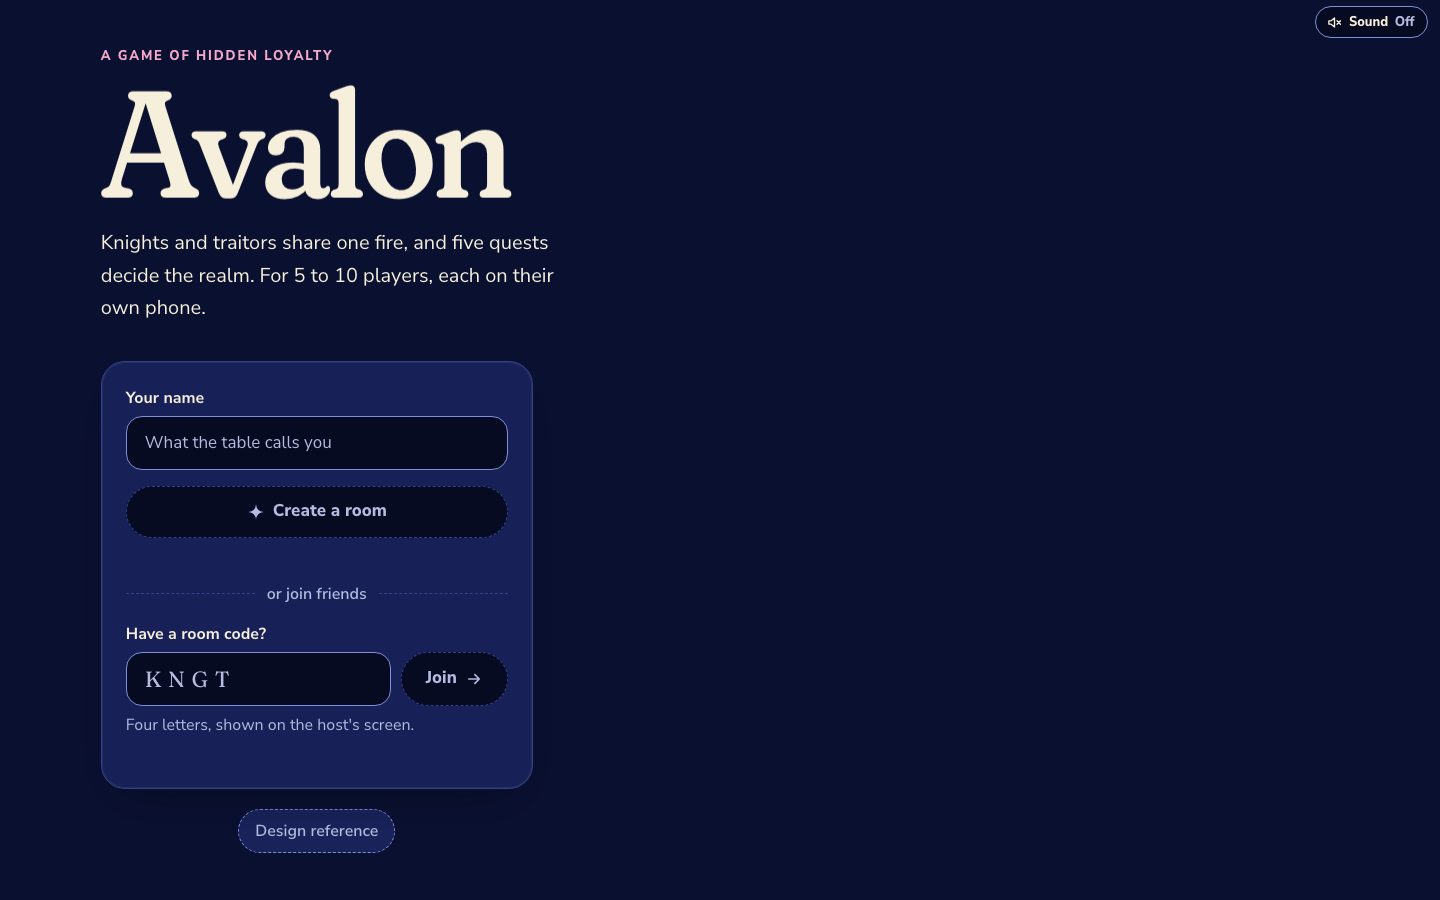 Sound Off
A GAME OF HIDDEN LOYALTY
Avalon
Knights and traitors share one fire, and five quests
decide the realm. For 5 to 10 players, each on their
own phone.
Your name
What the table calls you
Create a room
or join friends
Have a room code?
KNGT
Join →
Four letters, shown on the host's screen.
Design reference